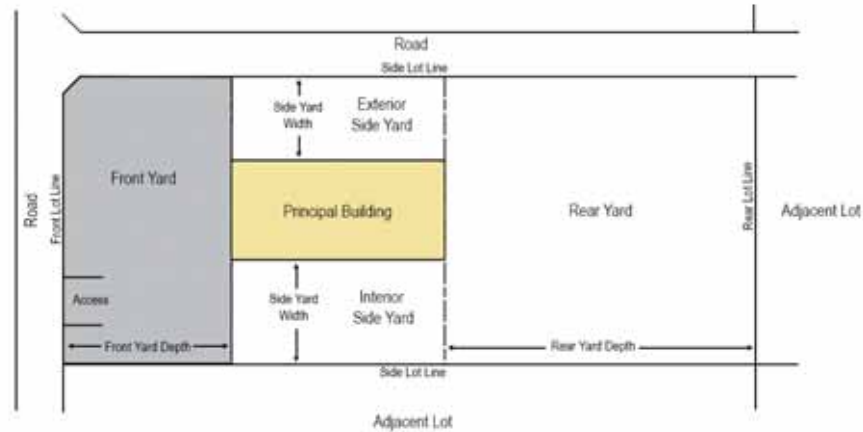 Road
Side Lot Line
Side Yard
Width
Exterior
Side Yard
Front Yard
Principal Building
Rear Yard
Adjacent Lot
Road
Front Lot Line
Rear Lot Line
Access
Side Yard
Width
Interior
Side Yard
Front Yard Depth
Rear Yard Depth
Side Lot Line
Adjacent Lot